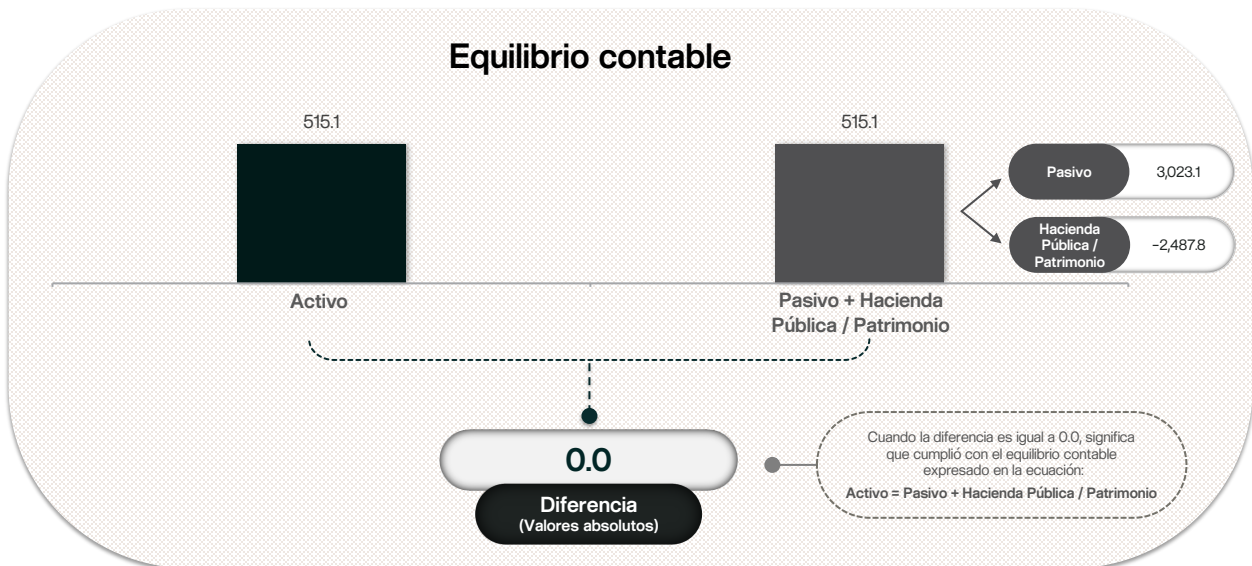 Equilibrio contable
515.1
515.1
Pasivo
3,023.1
Hacienda
Pública /
Patrimonio
-2,487.8
Activo
Pasivo + Hacienda
Pública / Patrimonio
0.0
Diferencia
(Valores absolutos)
Cuando la diferencia es igual a 0.0, significa
que cumplió con el equilibrio contable
expresado en la ecuación:
Activo = Pasivo + Hacienda Pública / Patrimonio